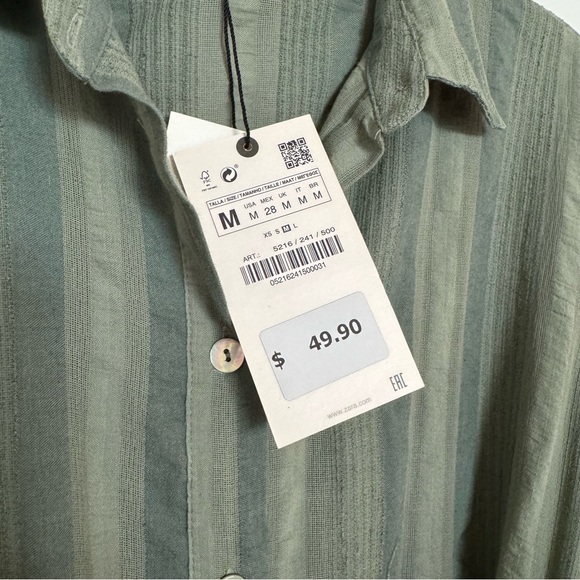 TALLA / SIZE / TAMANHO / TAILLE / MAAT / ΜΕΓΕΘΟΣ
M
USA MEX UK IT BR
M 28 M M M
XS S M L
ART.: 5216 / 241 / 500
05216241500031
$ 49.90
EAC
www.zara.com